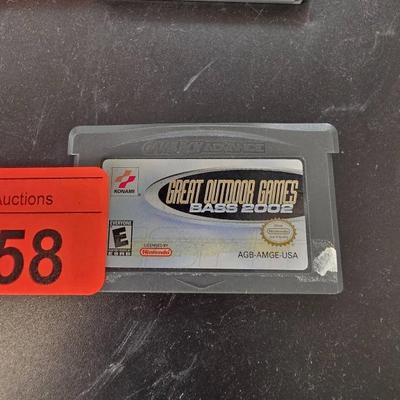 GAME BOY ADVANCE
Auctions
58
KONAMI
GREAT OUTDOOR GAMES
BASS 2002
EVERYONE
E
ESRB
LICENSED BY
Nintendo
Nintendo
AGB-AMGE-USA